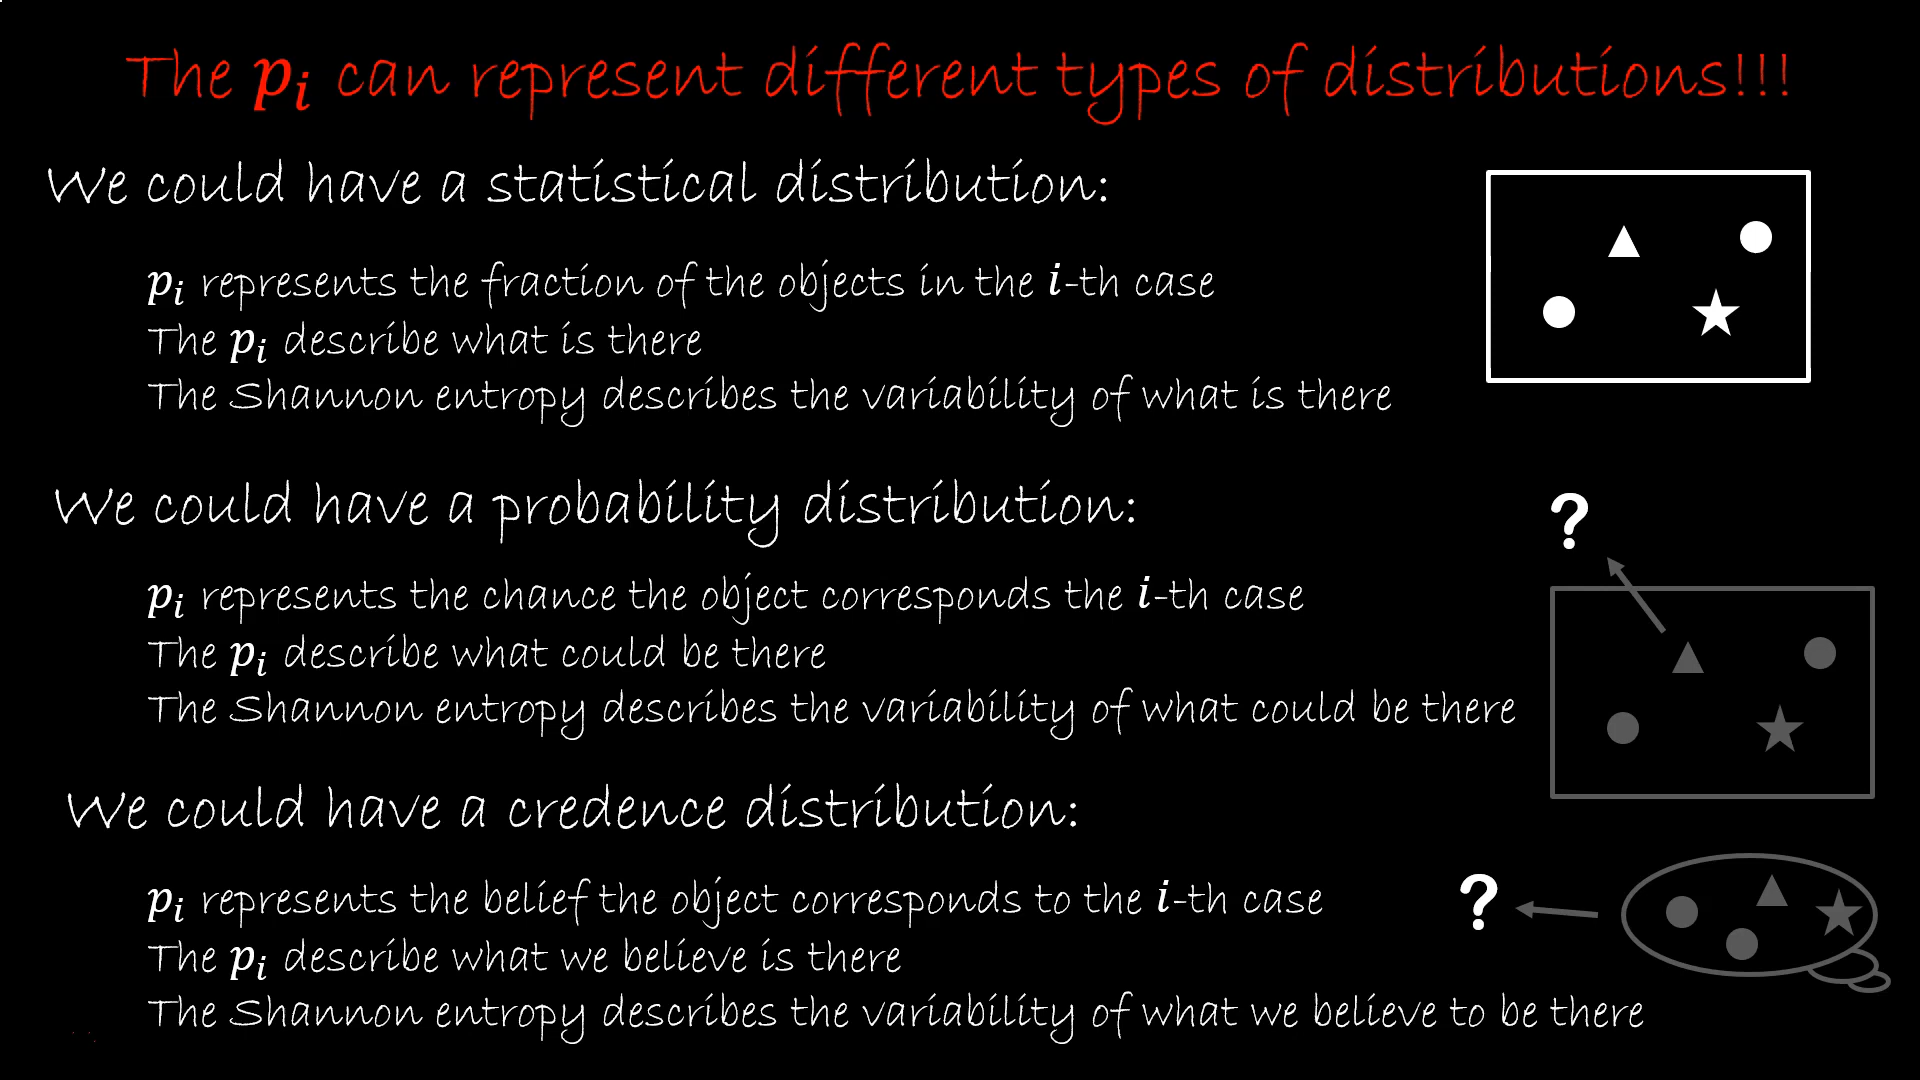 The pᵢ can represent different types of distributions!!!
We could have a statistical distribution:
pᵢ represents the fraction of the objects in the i-th case
The pᵢ describe what is there
The Shannon entropy describes the variability of what is there
We could have a probability distribution:
?
pᵢ represents the chance the object corresponds the i-th case
The pᵢ describe what could be there
The Shannon entropy describes the variability of what could be there
We could have a credence distribution:
pᵢ represents the belief the object corresponds to the i-th case
?
The pᵢ describe what we believe is there
The Shannon entropy describes the variability of what we believe to be there